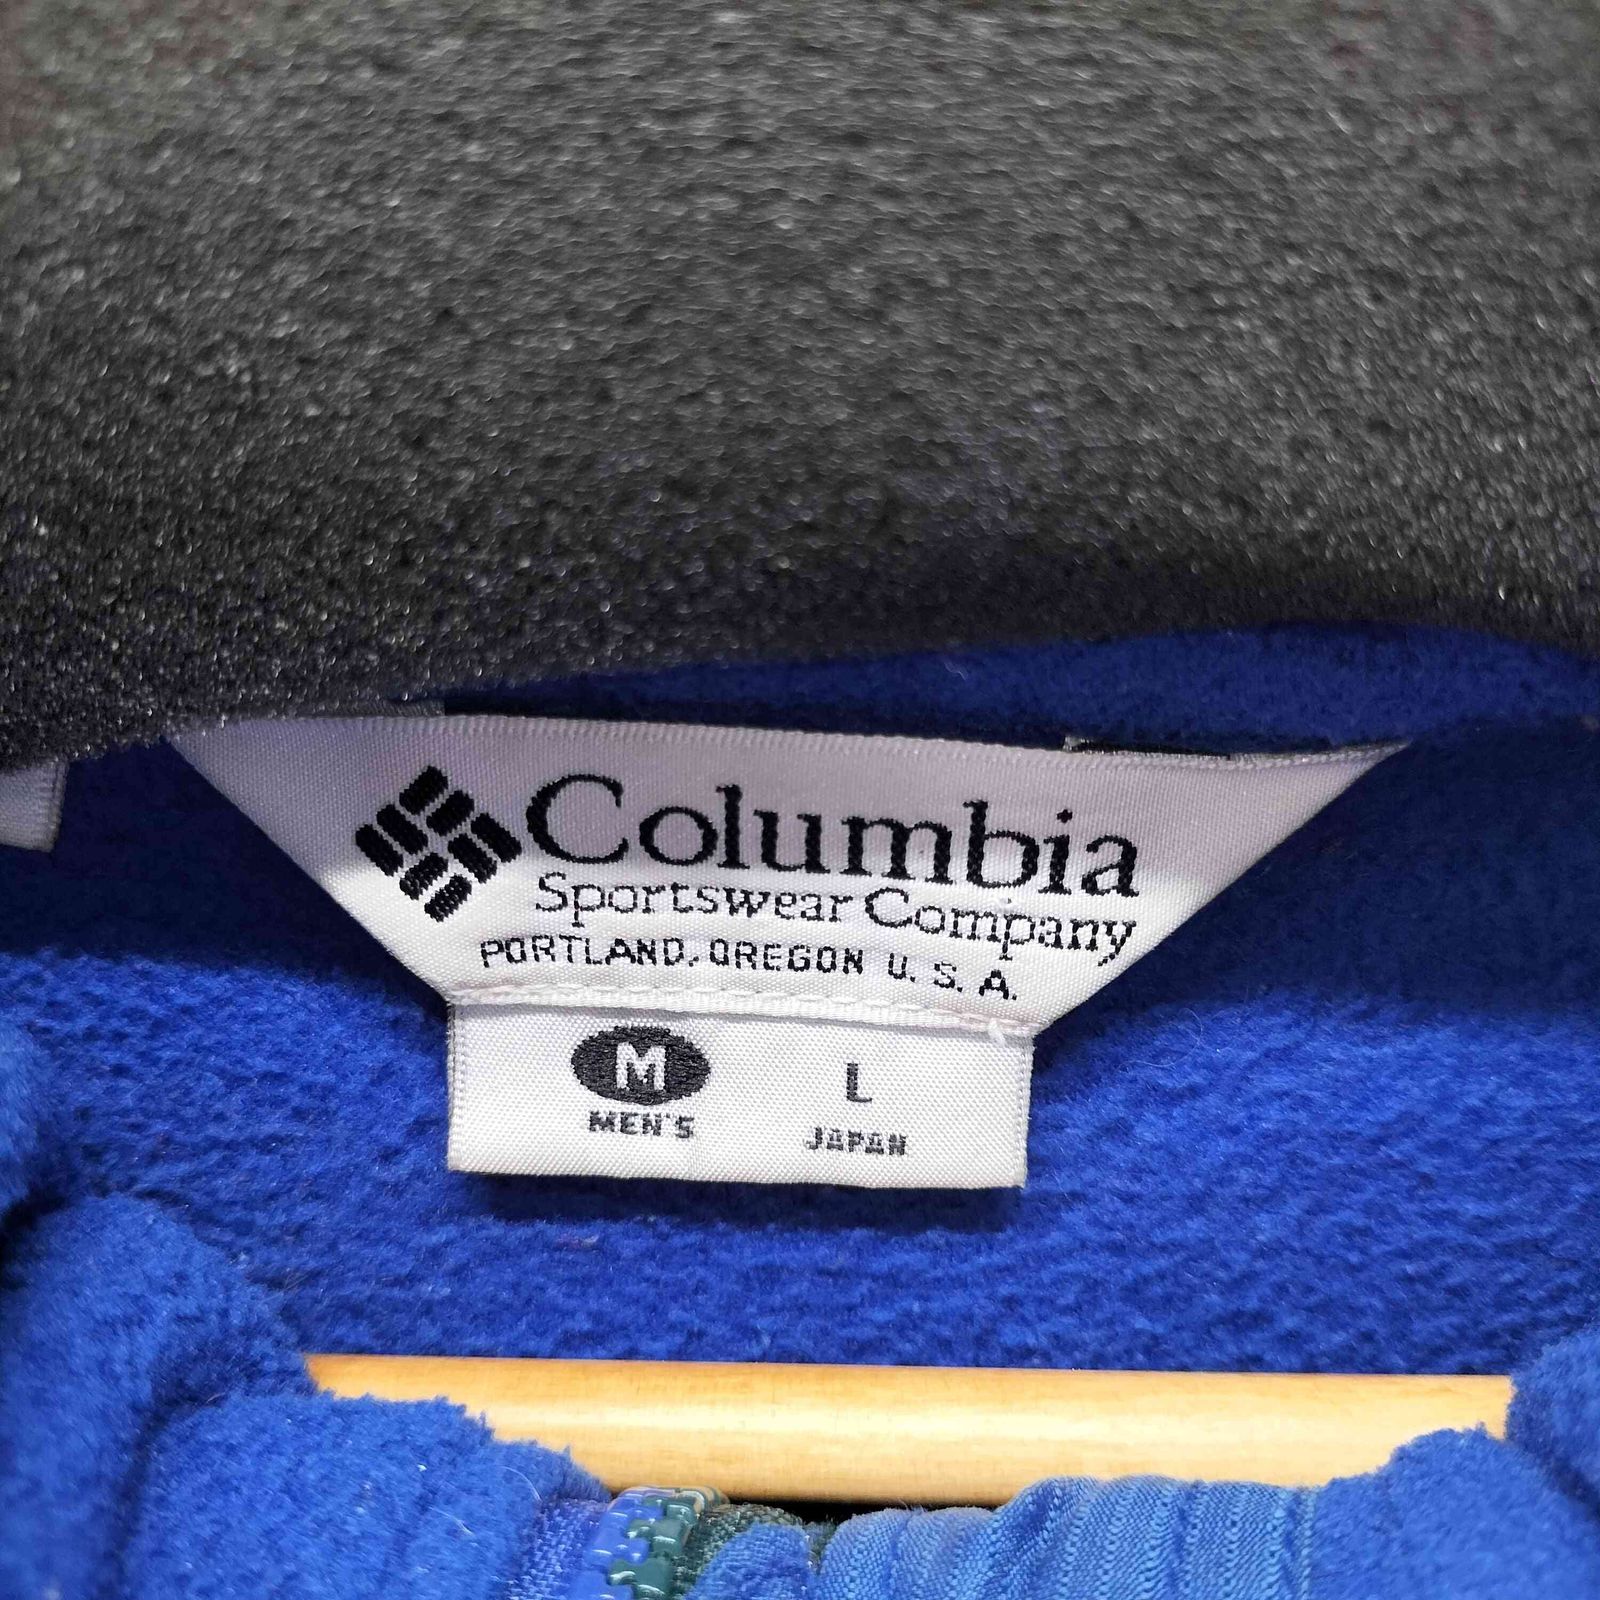 Columbia
Sportswear Company
PORTLAND, OREGON U.S.A.
M L
MEN'S JAPAN